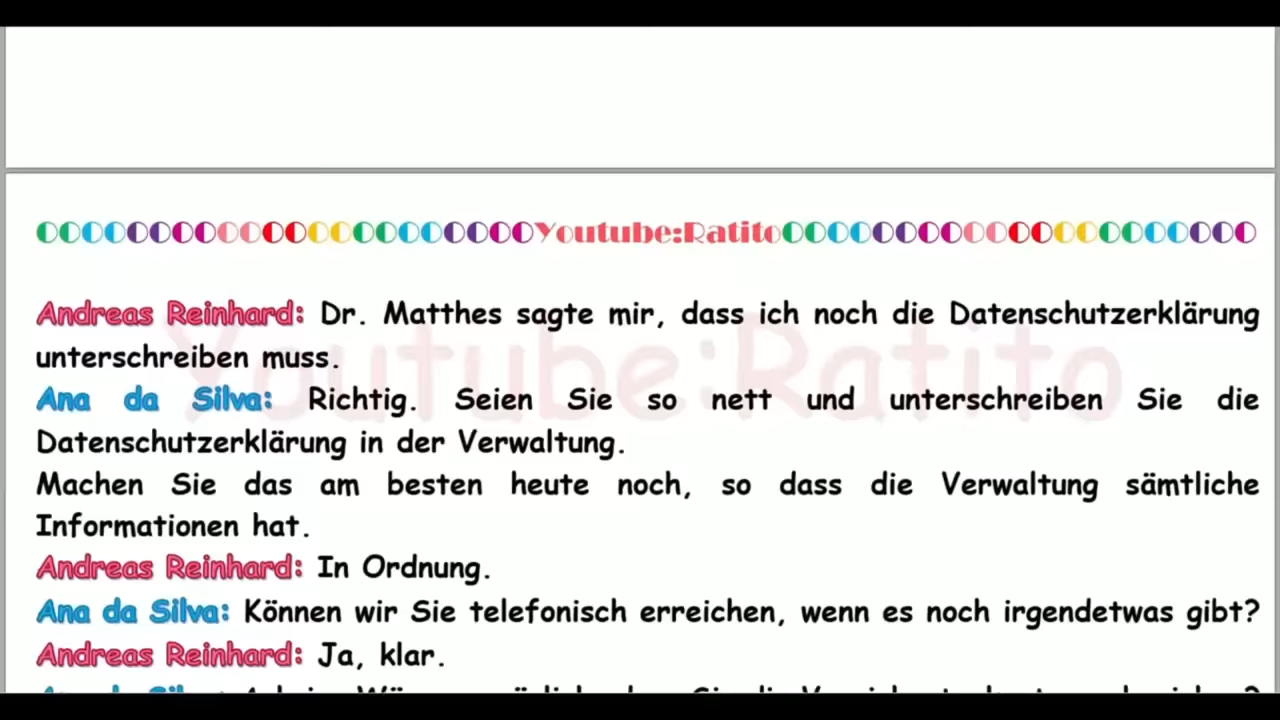 Youtube:Ratito
Andreas Reinhard: Dr. Matthes sagte mir, dass ich noch die Datenschutzerklärung
unterschreiben muss.
Ana da Silva: Richtig. Seien Sie so nett und unterschreiben Sie die
Datenschutzerklärung in der Verwaltung.
Machen Sie das am besten heute noch, so dass die Verwaltung sämtliche
Informationen hat.
Andreas Reinhard: In Ordnung.
Ana da Silva: Können wir Sie telefonisch erreichen, wenn es noch irgendetwas gibt?
Andreas Reinhard: Ja, klar.
Youtube:Ratito